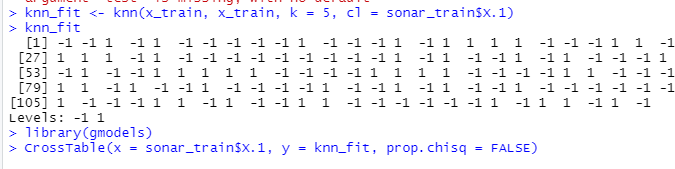 argument "test" is missing, with no default
> knn_fit <- knn(x_train, x_train, k = 5, cl = sonar_train$X.1)
> knn_fit
[1] -1 -1 1 -1 1 -1 -1 -1 -1 -1 1 -1 -1 -1 1 -1 1 1 1 1 -1 -1 -1 1 1 -1
[27] 1 1 1 -1 1 1 -1 -1 1 -1 -1 -1 1 -1 -1 1 -1 -1 1 -1 1 -1 -1 -1 -1 1
[53] -1 1 -1 -1 1 1 1 1 1 -1 -1 -1 -1 1 1 1 1 -1 -1 -1 -1 1 1 -1 -1 -1
[79] 1 1 -1 1 -1 -1 1 -1 1 -1 -1 1 1 1 -1 1 -1 -1 1 -1 -1 -1 -1 -1 -1
[105] 1 -1 -1 -1 1 1 -1 1 -1 -1 1 1 -1 -1 -1 -1 -1 -1 1 -1 1 1 -1 1 -1
Levels: -1 1
> library(gmodels)
> CrossTable(x = sonar_train$X.1, y = knn_fit, prop.chisq = FALSE)